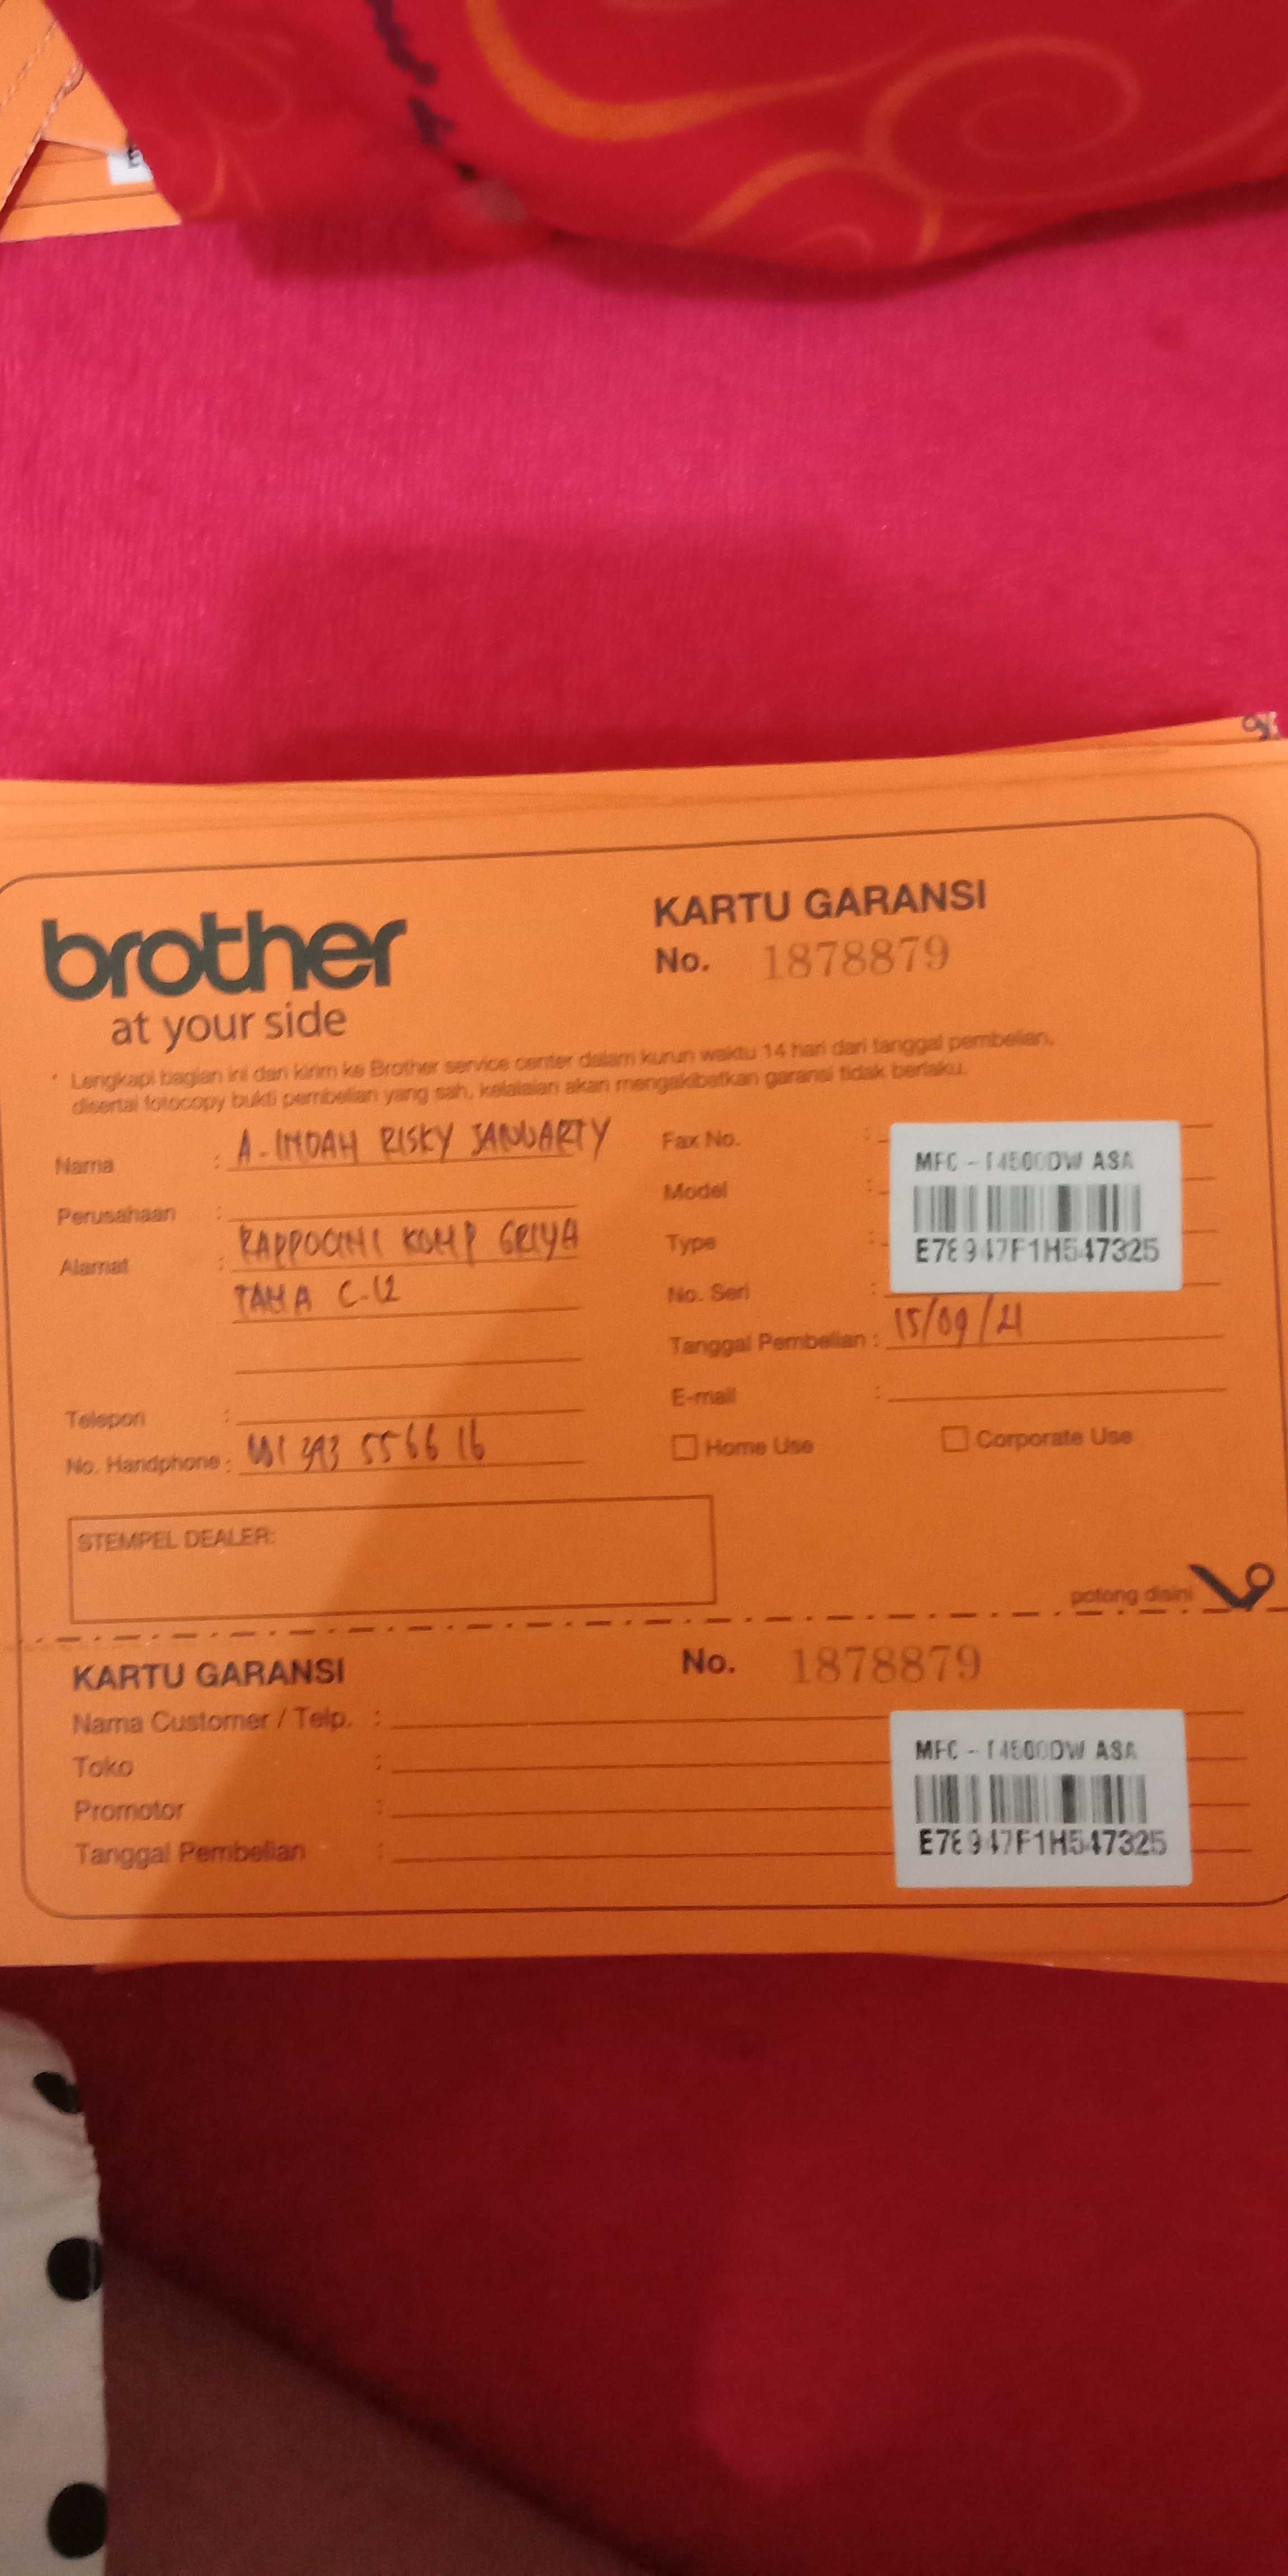 brother
at your side
KARTU GARANSI
No. 1878879
* Lengkapi bagian ini dan kirim ke Brother service center dalam kurun waktu 14 hari dari tanggal pembelian,
disertai fotocopy bukti pembelian yang sah, kelalaian akan mengakibatkan garansi tidak berlaku.
Nama : A. INDAH RISKY JANUARTY
Perusahaan :
Alamat : RAPPOCINI KOMP GRIYA
TAMA C-12
Telepon :
No. Handphone : 393 5566 16
Fax No. :
Model :
Type :
No. Seri :
MFC - T4500DW ASA
E78947F1H547325
Tanggal Pembelian : 15/09/21
E-mail :
Home Use
Corporate Use
STEMPEL DEALER:
potong disini
KARTU GARANSI
No. 1878879
Nama Customer / Telp. :
Toko :
Promotor :
Tanggal Pembelian :
MFC - T4500DW ASA
E78947F1H547325